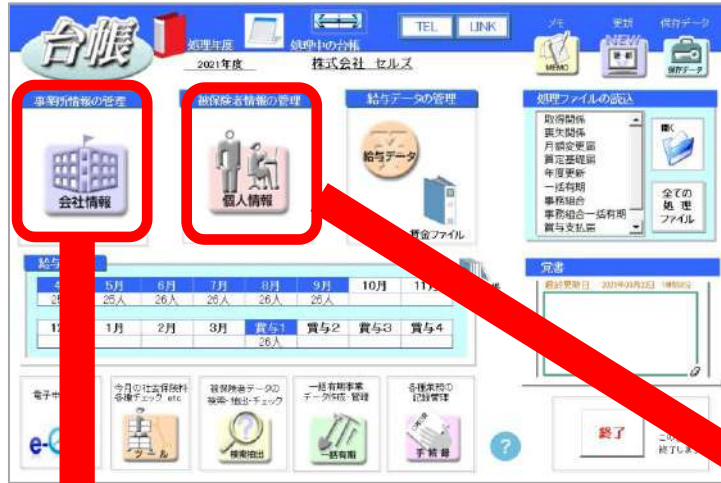 台帳
処理年度
2021年度
処理中の台帳
株式会社 セルズ
TEL
LINK
メモ
MEMO
更新
NEW
保存データ
保存データ
事業所情報の管理
会社情報
被保険者情報の管理
個人情報
給与データの管理
給与データ
賃金ファイル
処理ファイルの読込
取得関係
喪失関係
月額変更届
算定基礎届
年度更新
一括有期
事務組合
事務組合一括有期
賞与支払届
開く
全ての
処 理
ファイル
5月 6月 7月 8月 9月 10月
26人 26人 26人 26人 26人
1月 2月 3月 賞与1 賞与2 賞与3 賞与4
26人
覚書
最終更新日
今月の社会保険料
各種チェック etc
ツール
被保険者データの
検索・抽出・チェック
検索抽出
一括有期事業
データ作成・管理
一括有期
各種業務の
記録管理
手続録
?
終了